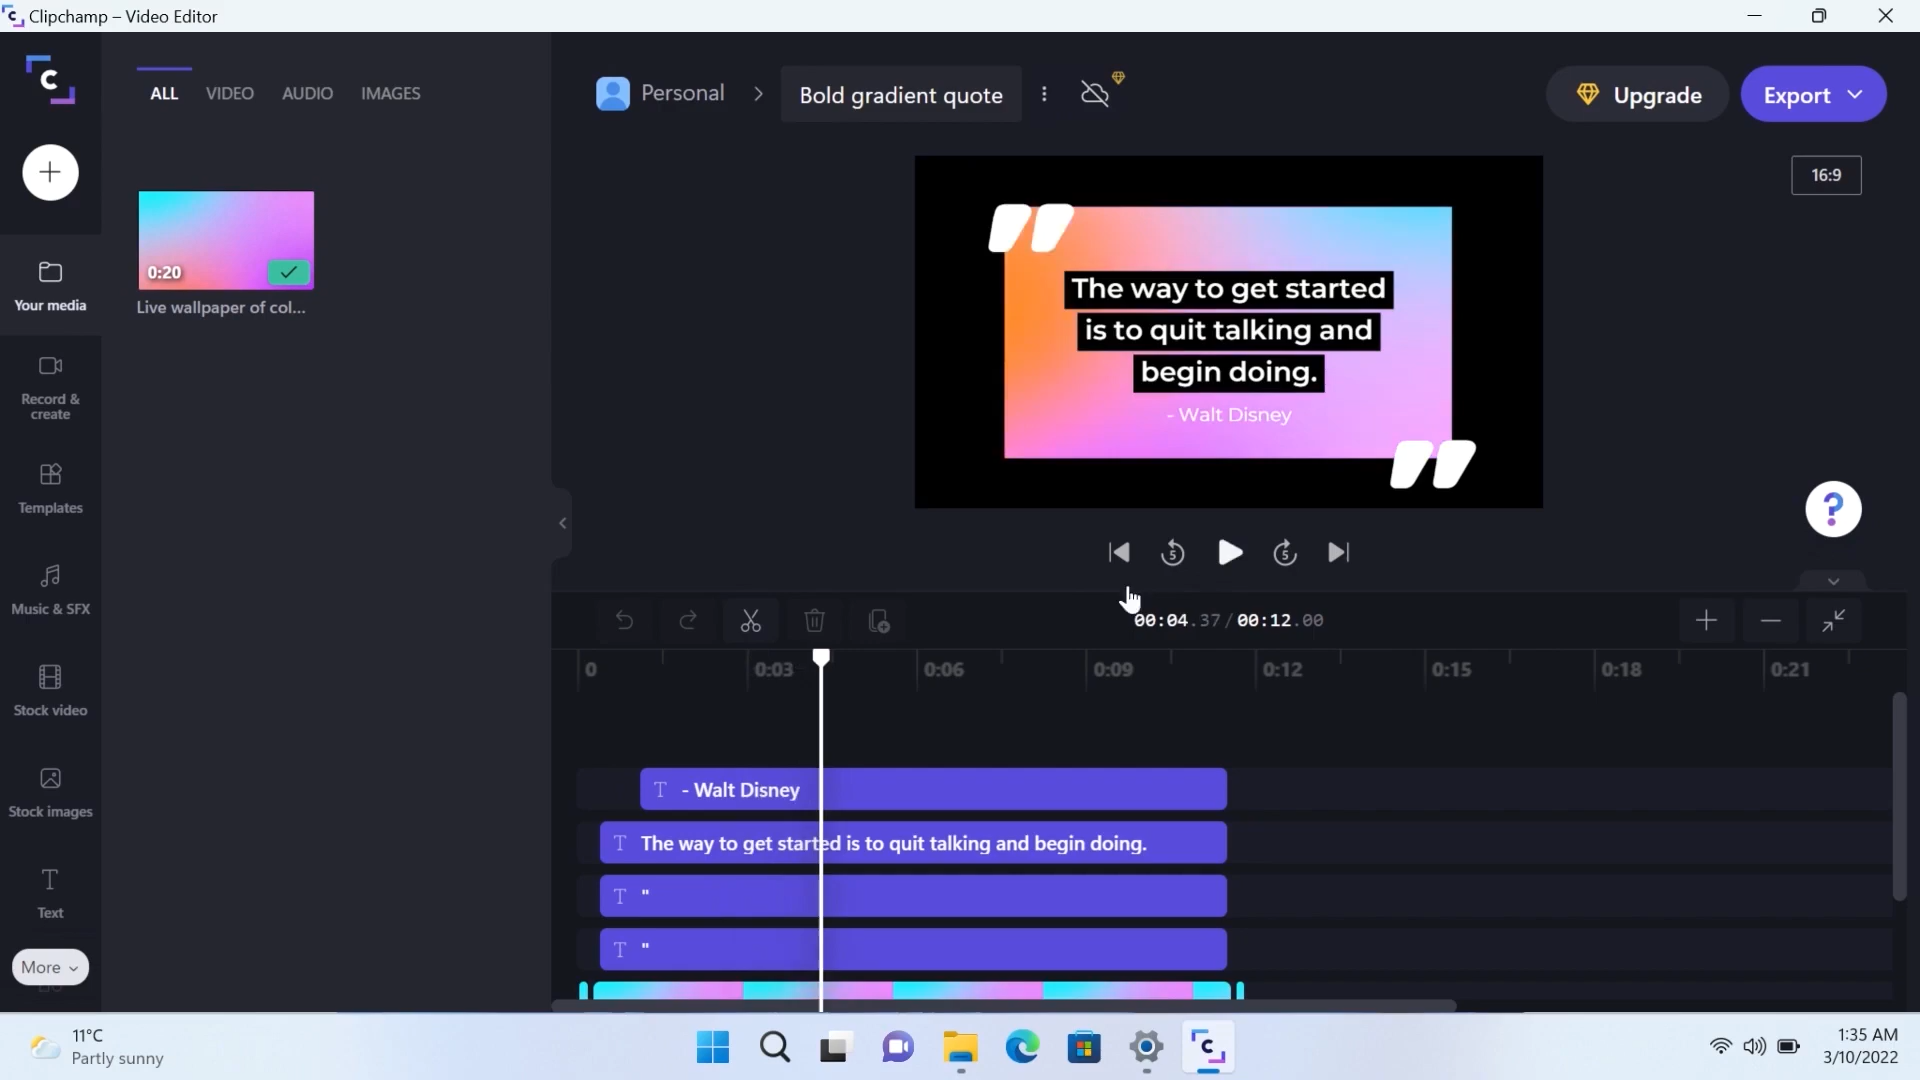 Clipchamp – Video Editor
ALL VIDEO AUDIO IMAGES
Personal
Bold gradient quote
Upgrade
Export
16:9
Your media
Record &
create
Templates
Music & SFX
Stock video
Stock images
Text
More
0:20
Live wallpaper of col...
"
The way to get started
is to quit talking and
begin doing.
- Walt Disney
"
5 5
?
00:04.37/00:12.00
0 0:03 0:06 0:09 0:12 0:15 0:18 0:21
T - Walt Disney
T The way to get started is to quit talking and begin doing.
T "
T "
11°C
Partly sunny
1:35 AM
3/10/2022